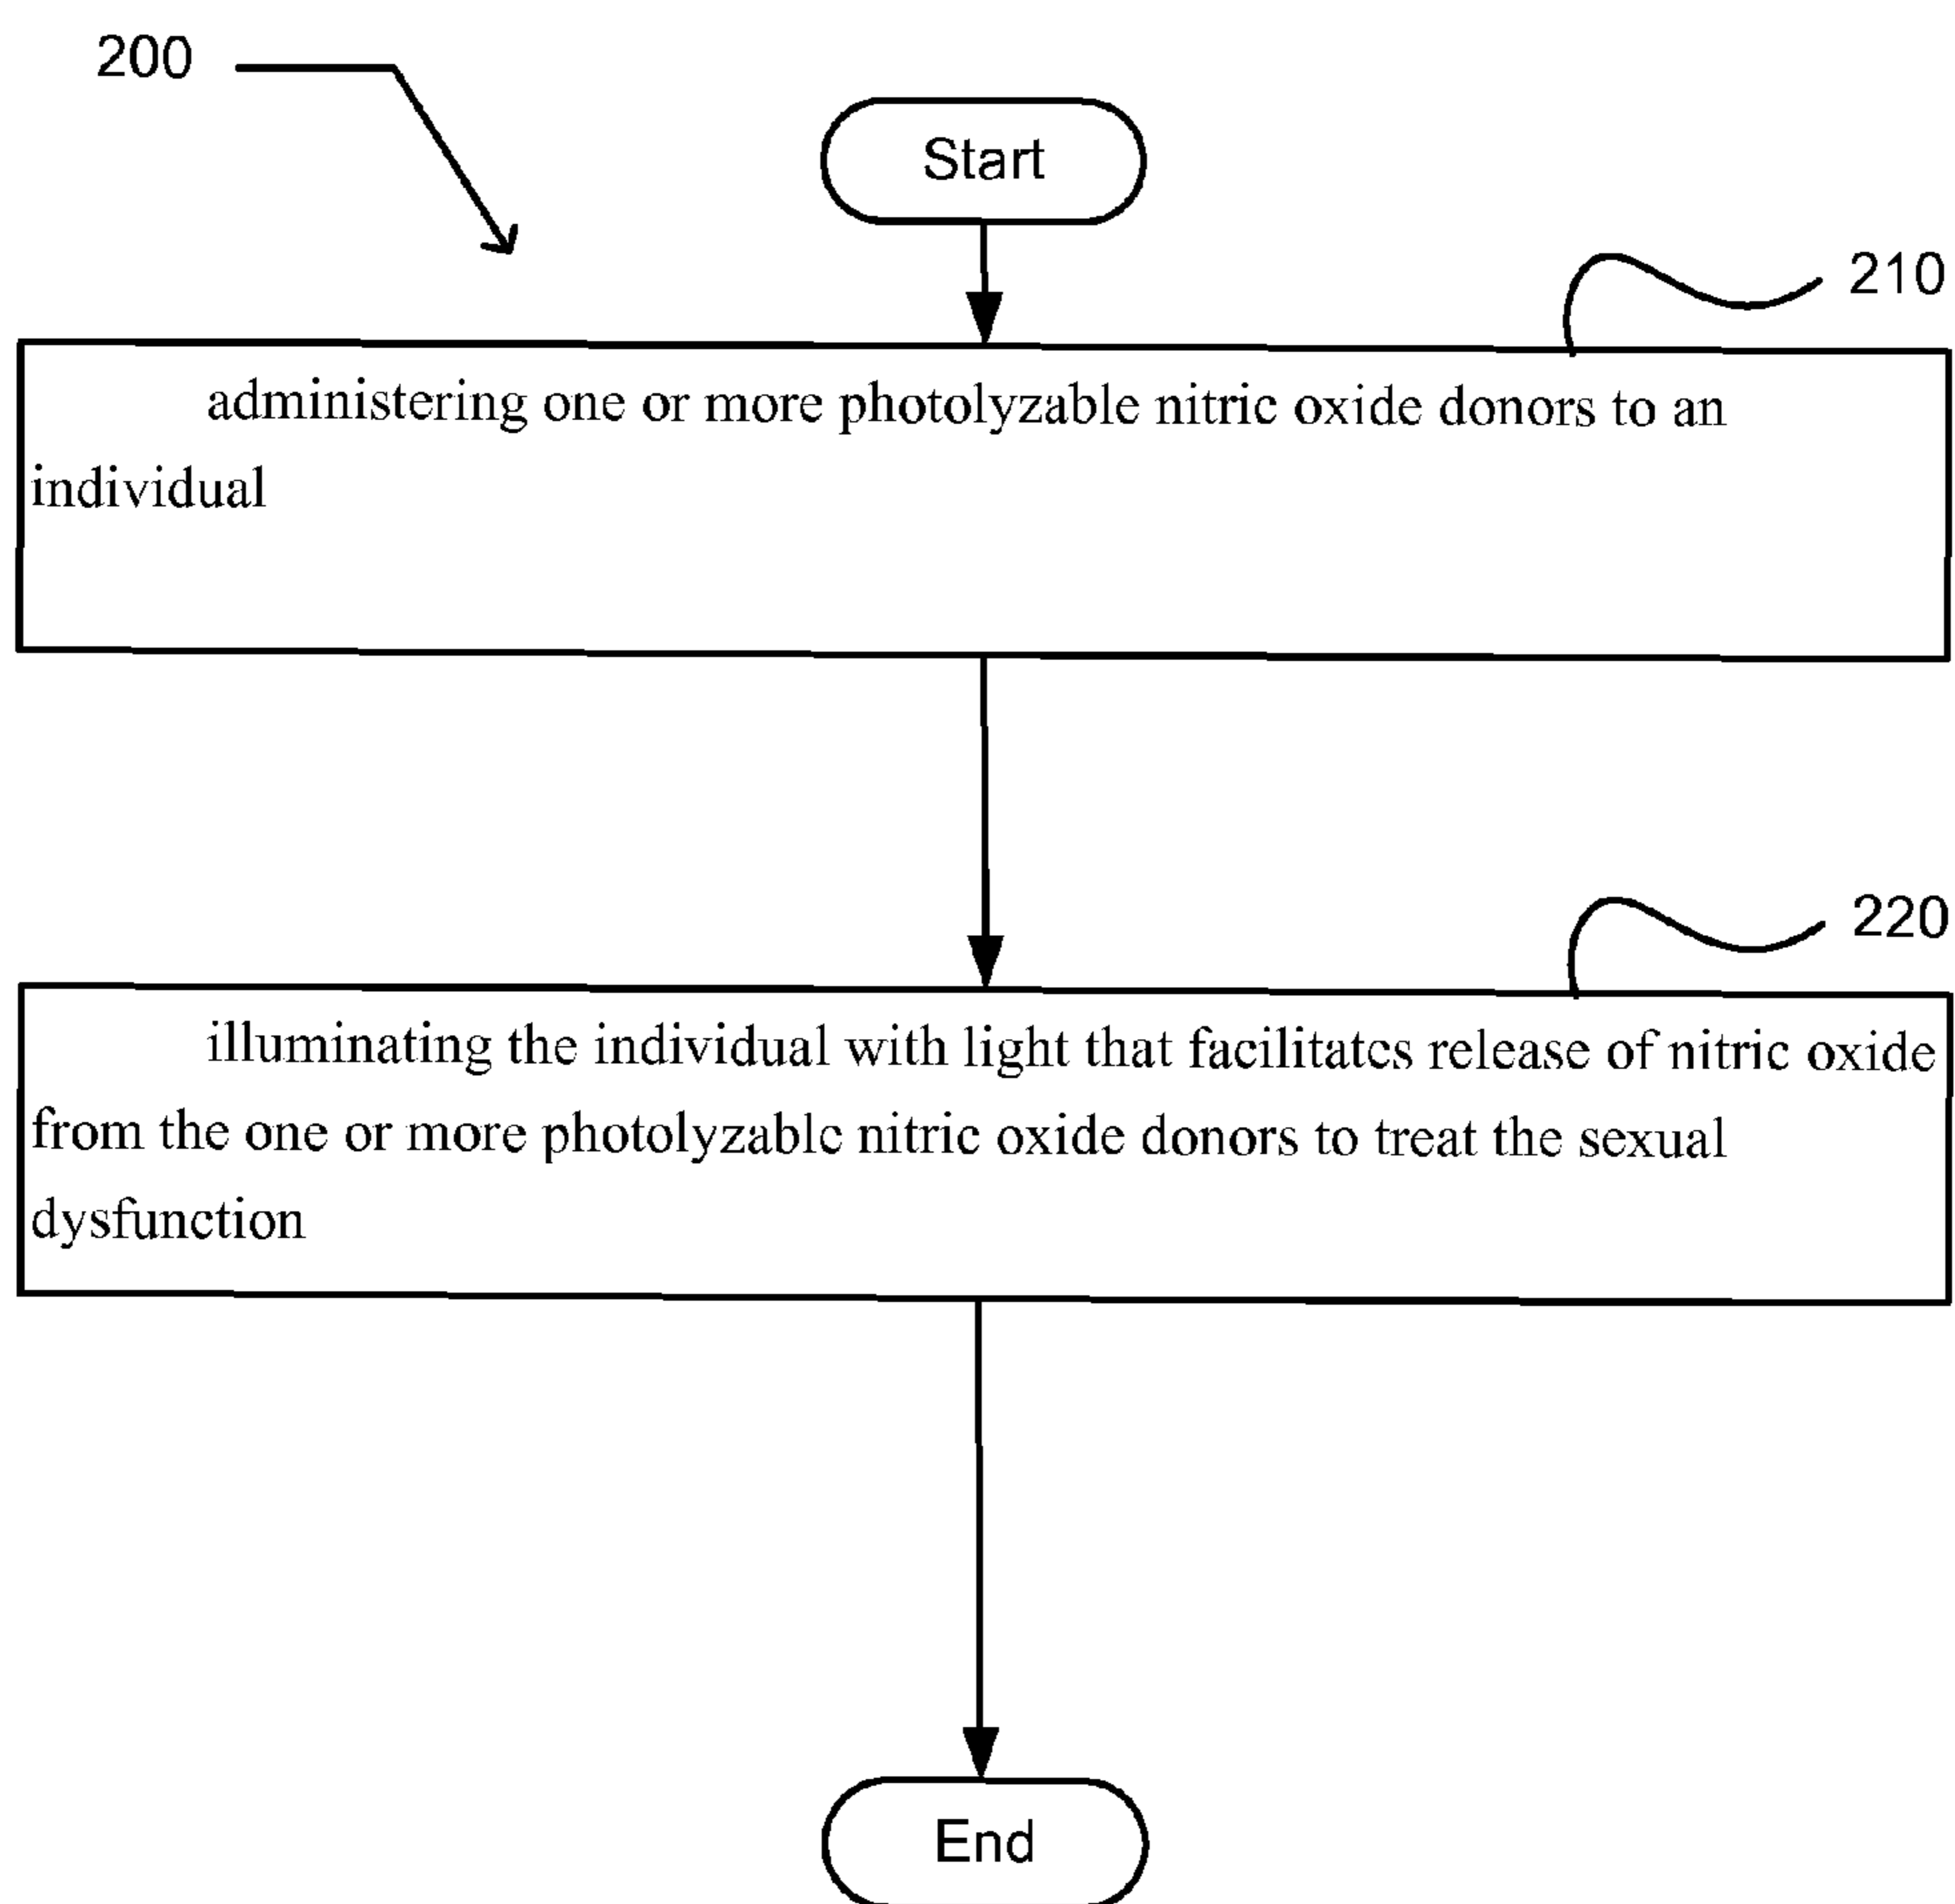 200
Start
210
administering one or more photolyzable nitric oxide donors to an
individual
220
illuminating the individual with light that facilitates release of nitric oxide
from the one or more photolyzable nitric oxide donors to treat the sexual
dysfunction
End